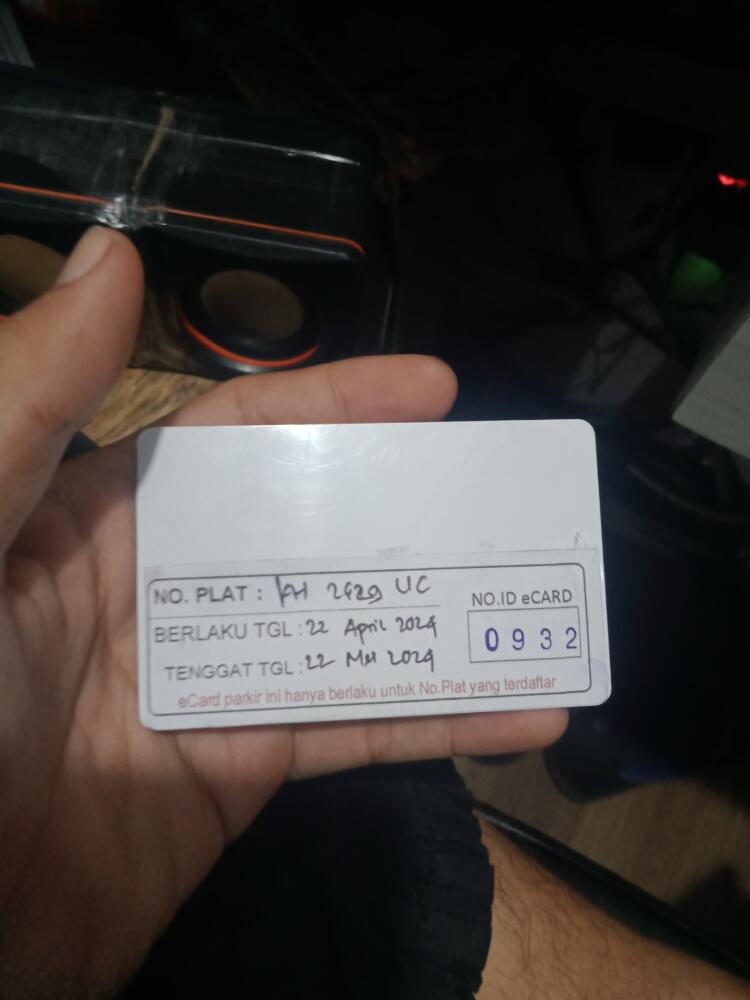 NO. PLAT : KH 2629 UC
BERLAKU TGL : 22 April 2024
TENGGAT TGL : 22 Mei 2024
NO.ID eCARD
0932
eCard parkir ini hanya berlaku untuk No.Plat yang terdaftar